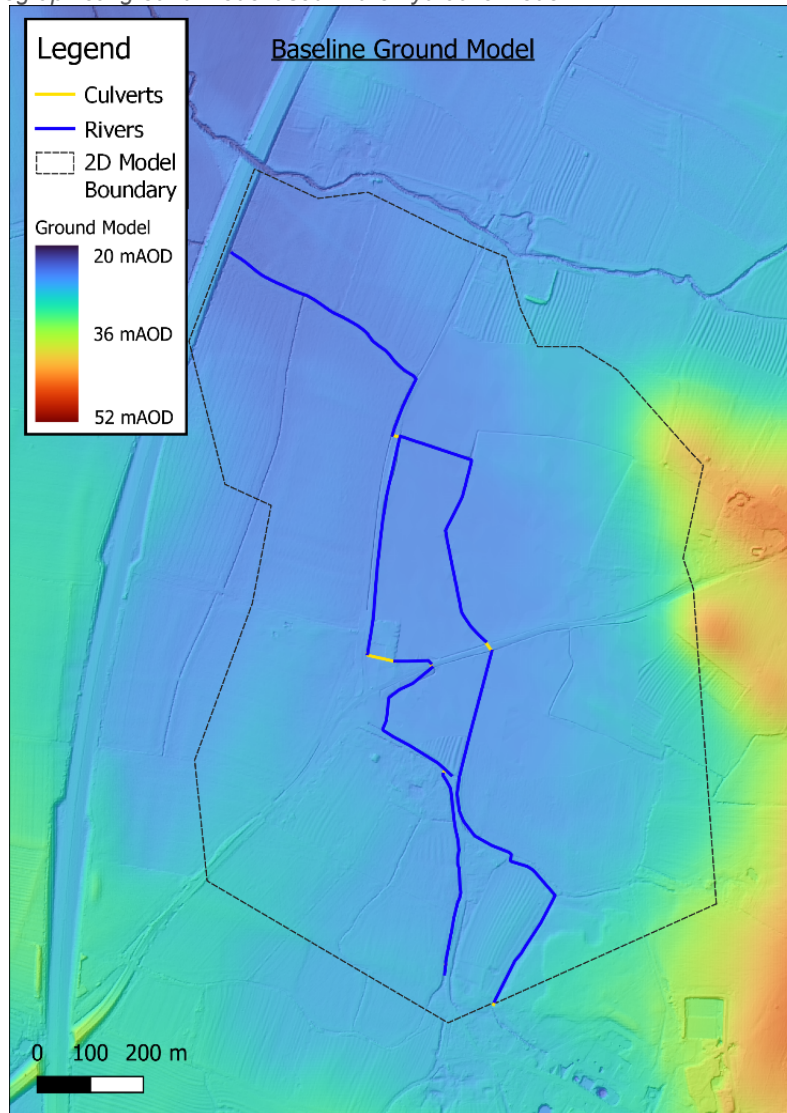 Baseline Ground Model
Legend
Culverts
Rivers
2D Model
Boundary
Ground Model
20 mAOD
36 mAOD
52 mAOD
0 100 200 m